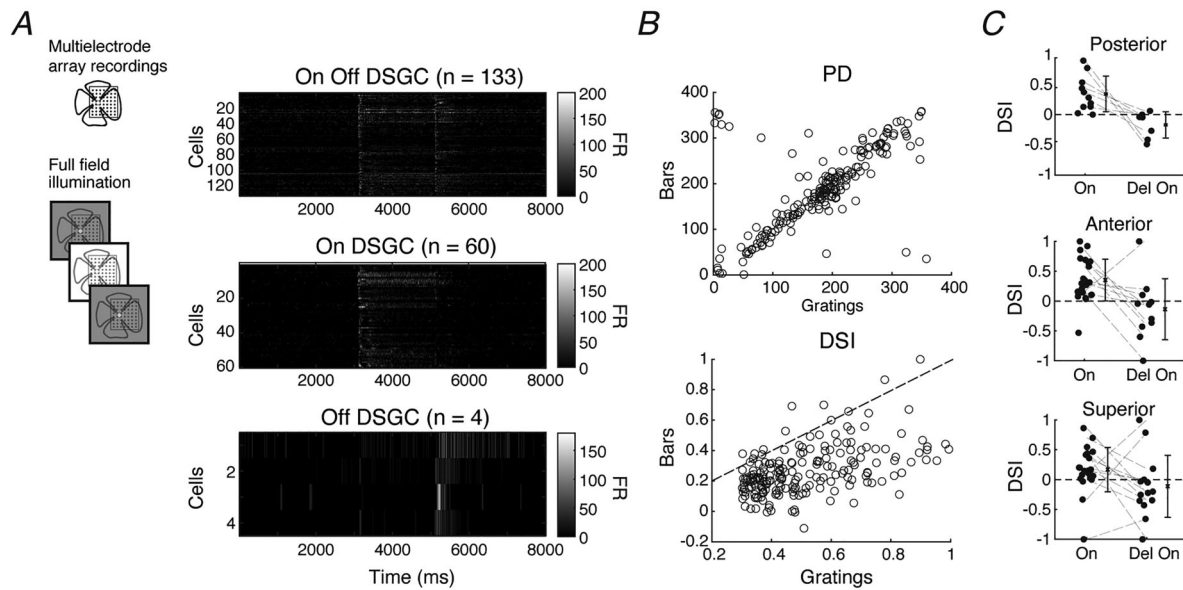 A
Multielectrode
array recordings
Full field
illumination
On Off DSGC (n = 133)
Cells
20
40
60
80
100
120
2000 4000 6000 8000
200
150
100
50
0
FR
On DSGC (n = 60)
Cells
20
40
60
2000 4000 6000 8000
200
150
100
50
0
FR
Off DSGC (n = 4)
Cells
2
4
2000 4000 6000 8000
Time (ms)
150
100
50
0
FR
B
PD
Bars
400
300
200
100
0
0 100 200 300 400
Gratings
DSI
Bars
1
0.8
0.6
0.4
0.2
0
-0.2
0.2 0.4 0.6 0.8 1
Gratings
C
Posterior
DSI
1
0.5
0
0.5
-1
On Del On
Anterior
DSI
1
0.5
0
-0.5
-1
On Del On
Superior
DSI
1
0.5
0
-0.5
-1
On Del On